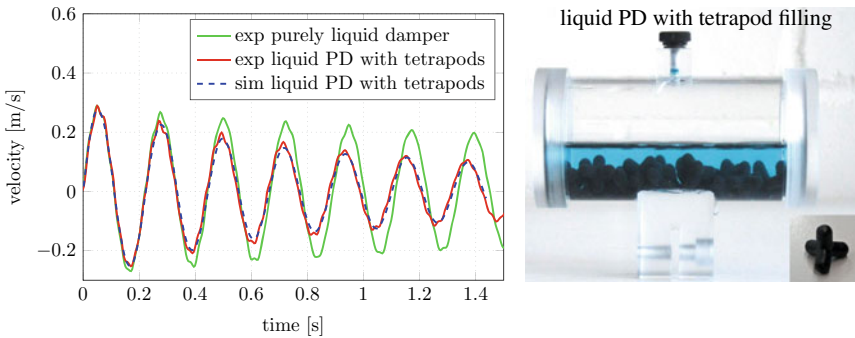 exp purely liquid damper
exp liquid PD with tetrapods
sim liquid PD with tetrapods
velocity [m/s]
0.6
0.4
0.2
0
−0.2
0 0.2 0.4 0.6 0.8 1 1.2 1.4
time [s]
liquid PD with tetrapod filling